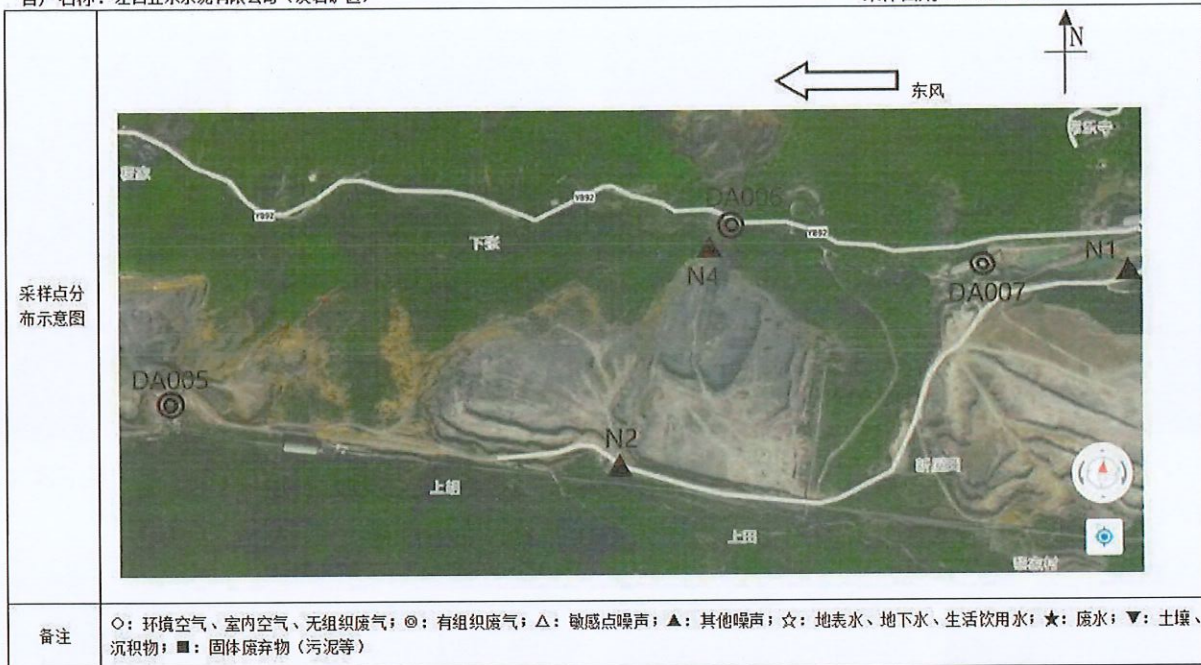 N
东风
Y892
Y892
DA006
下张
Y892
N1
N4
DA007
采样点分
布示意图
DA005
N2
上胡
上田
备注
○：环境空气、室内空气、无组织废气；◎：有组织废气；△：敏感点噪声；▲：其他噪声；☆：地表水、地下水、生活饮用水；★：废水；▼：土壤、
沉积物；■：固体废弃物（污泥等）